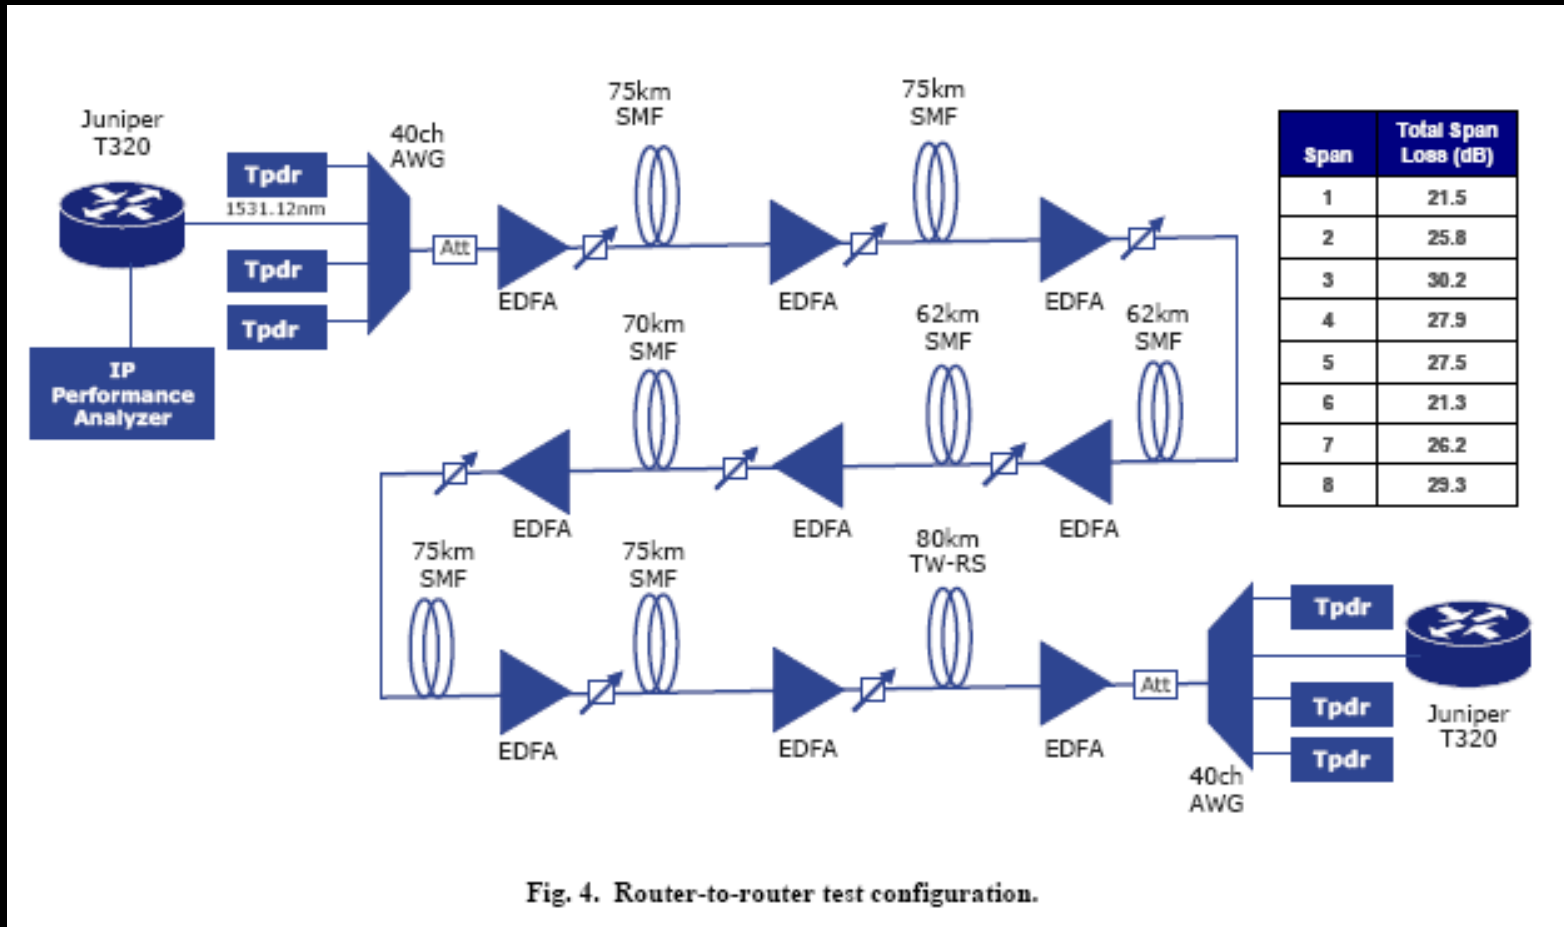 Juniper
T320
Tpdr
1531.12nm
Tpdr
Tpdr
IP
Performance
Analyzer
40ch
AWG
Att
EDFA
75km
SMF
EDFA
75km
SMF
EDFA
62km
SMF
EDFA
62km
SMF
EDFA
70km
SMF
EDFA
75km
SMF
EDFA
75km
SMF
EDFA
80km
TW-RS
EDFA
Att
40ch
AWG
Tpdr
Tpdr
Tpdr
Juniper
T320
Span Total Span Loss (dB)
1 21.5
2 25.8
3 30.2
4 27.9
5 27.5
6 21.3
7 26.2
8 29.3
Fig. 4. Router-to-router test configuration.